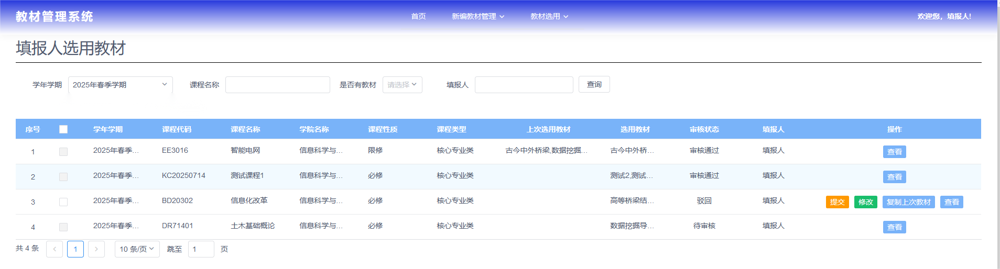 教材管理系统 首页 新编教材管理 教材选用 欢迎您，填报人!
填报人选用教材
学年学期 2025年春季学期 课程名称 是否有教材 请选择 填报人 查询
序号 学年学期 课程代码 课程名称 学院名称 课程性质 课程类型 上次选用教材 选用教材 审核状态 填报人 操作
1 2025年春季... EE3016 智能电网 信息科学与... 限修 核心专业类 古今中外桥梁,数据挖掘... 古今中外桥... 审核通过 填报人 查看
2 2025年春季... KC20250714 测试课程1 信息科学与... 必修 核心专业类 测试2,测试... 审核通过 填报人 查看
3 2025年春季... BD20302 信息化改革 信息科学与... 必修 核心专业类 高等桥梁结... 驳回 填报人 提交 修改 复制上次教材 查看
4 2025年春季... DR71401 土木基础概论 信息科学与... 必修 核心专业类 数据挖掘导... 待审核 填报人 查看
共 4 条 1 10 条/页 跳至 1 页